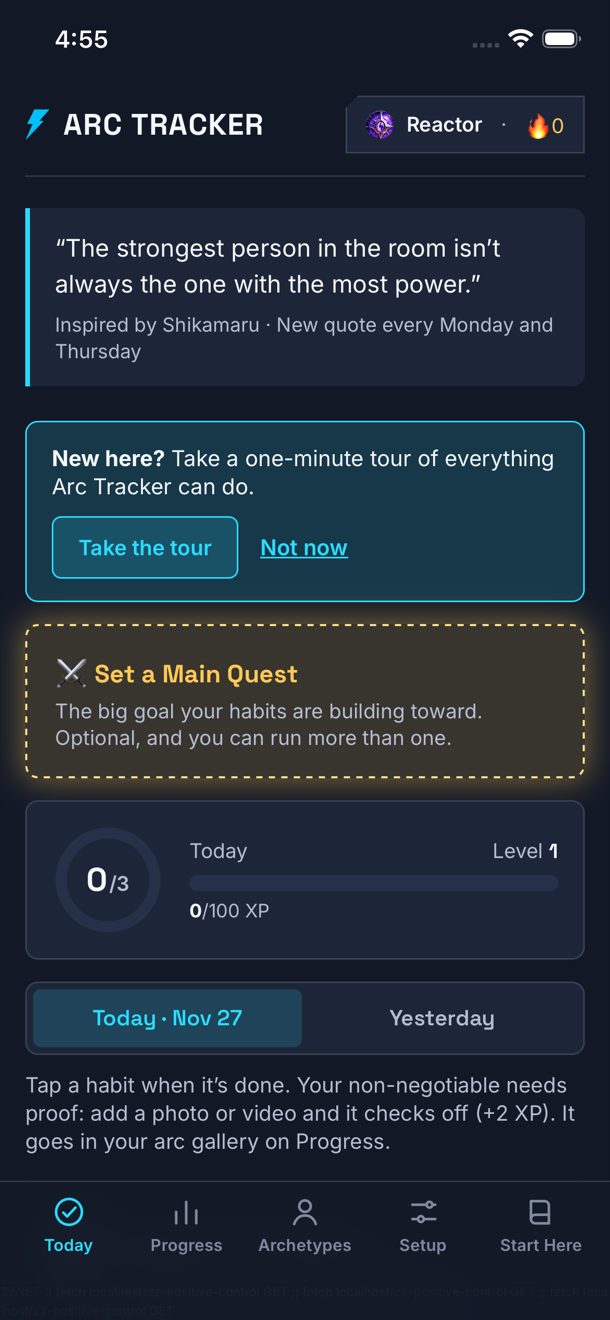 4:55
ARC TRACKER
Reactor · 🔥0
“The strongest person in the room isn’t
always the one with the most power.”
Inspired by Shikamaru · New quote every Monday and
Thursday
New here? Take a one-minute tour of everything
Arc Tracker can do.
Take the tour
Not now
⚔️ Set a Main Quest
The big goal your habits are building toward.
Optional, and you can run more than one.
0/3
Today
Level 1
0/100 XP
Today · Nov 27
Yesterday
Tap a habit when it’s done. Your non-negotiable needs
proof: add a photo or video and it checks off (+2 XP). It
goes in your arc gallery on Progress.
Today
Progress
Archetypes
Setup
Start Here